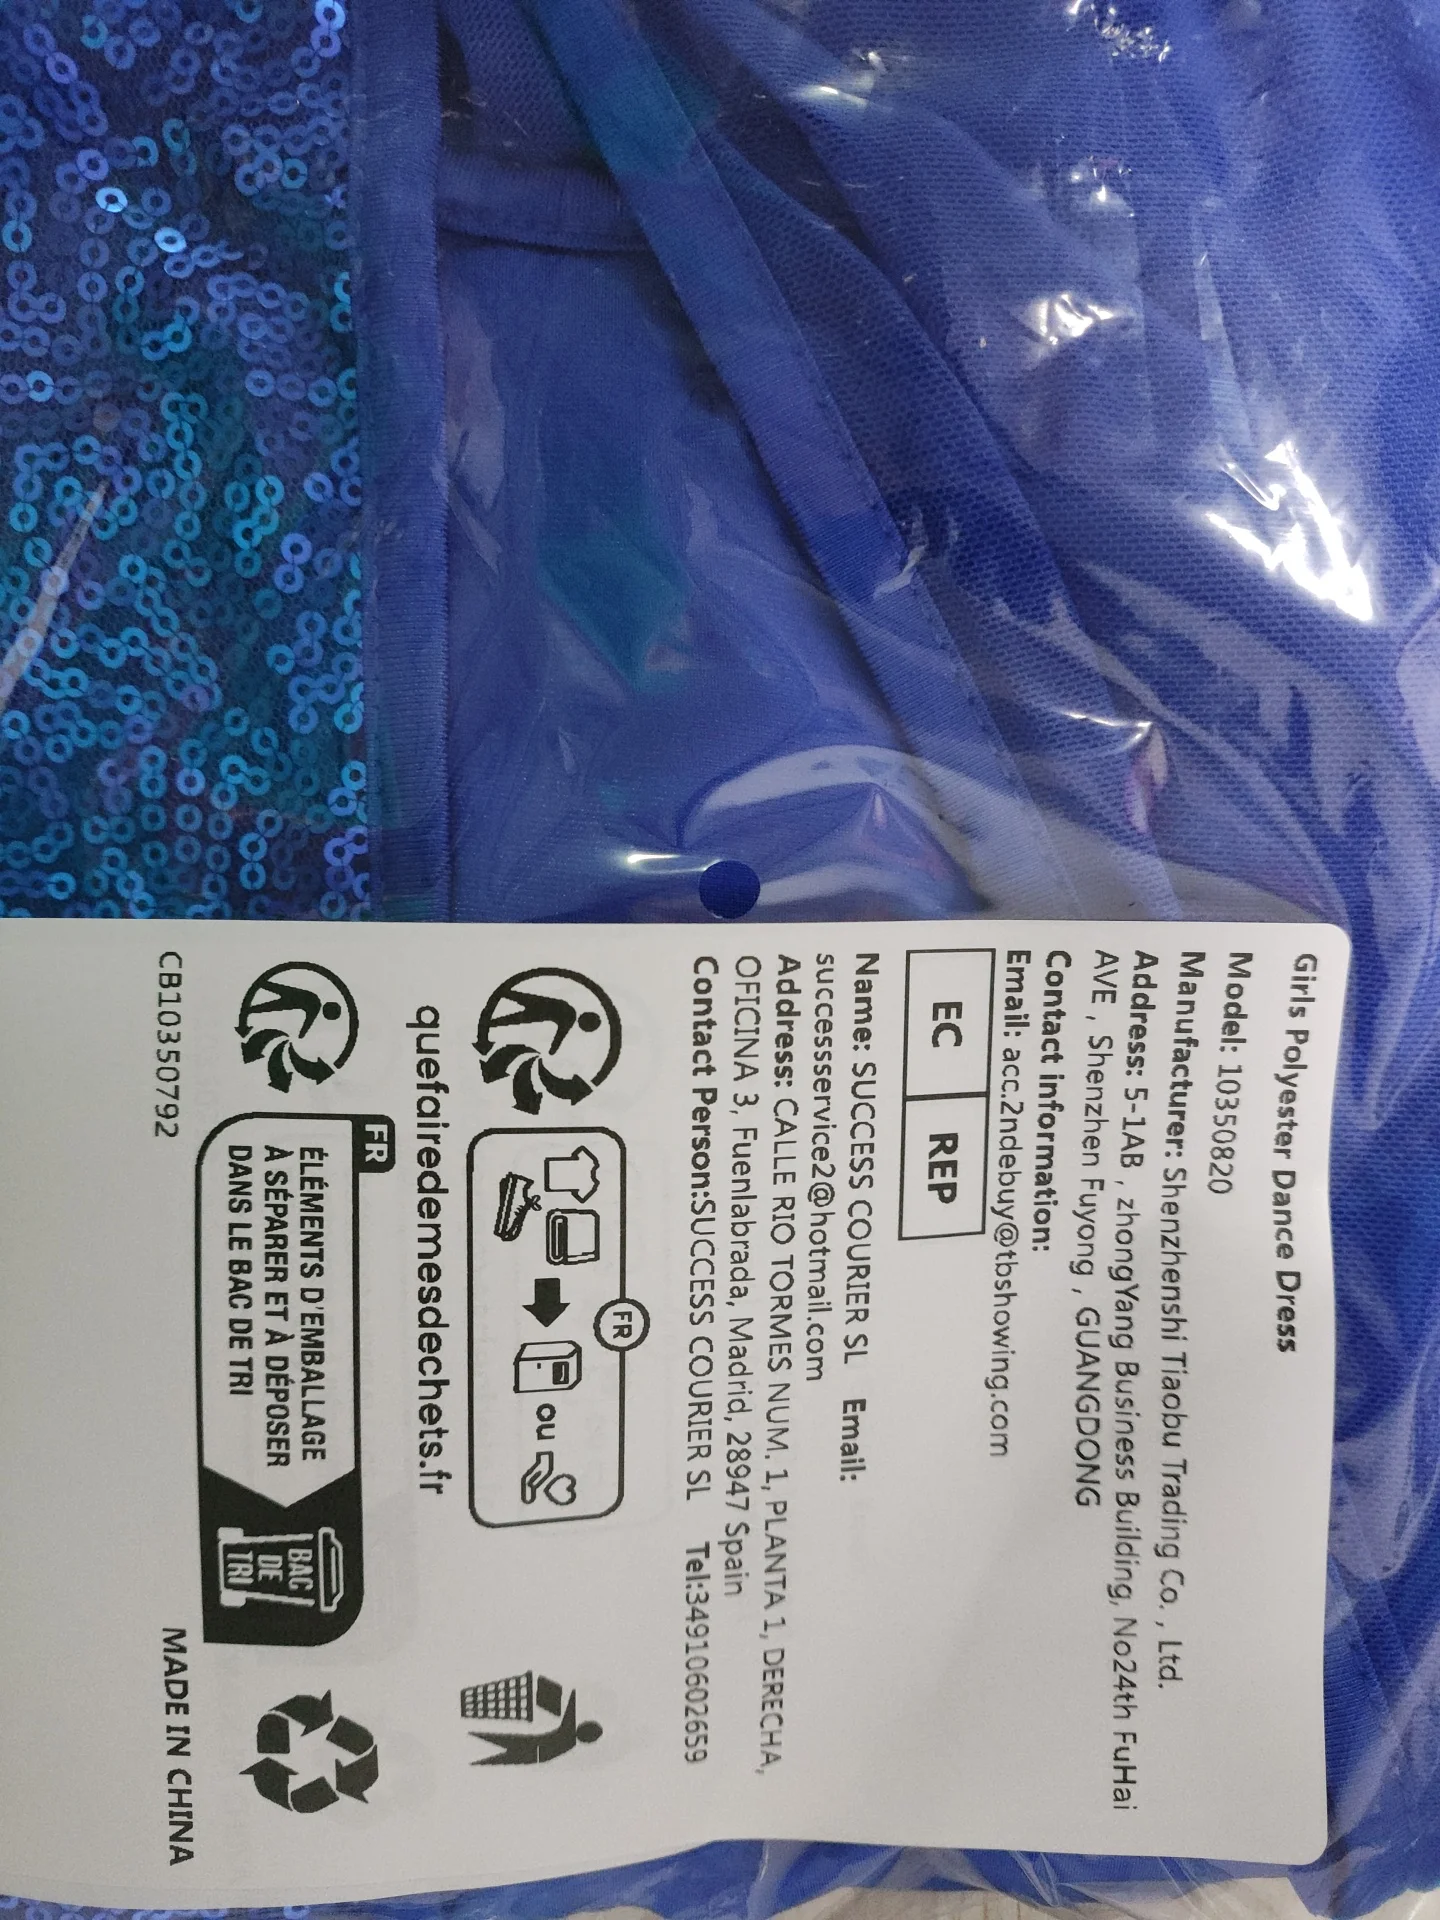 Girls Polyester Dance Dress
Model: 10350820
Manufacturer: Shenzhenshi Tiaobu Trading Co. , Ltd.
Address: 5-1AB , zhongYang Business Building, No24th FuHai
AVE , Shenzhen Fuyong , GUANGDONG
Contact information:
Email: acc.2ndebuy@tbshowing.com
EC REP
Name: SUCCESS COURIER SL Email:
successservice2@hotmail.com
Address: CALLE RIO TORMES NUM. 1, PLANTA 1, DERECHA,
OFICINA 3, Fuenlabrada, Madrid, 28947 Spain
Contact Person:SUCCESS COURIER SL Tel:34910602659
FR
ou
quefairedemesdechets.fr
FR
ÉLÉMENTS D'EMBALLAGE
À SÉPARER ET À DÉPOSER
DANS LE BAC DE TRI
BAC
DE
TRI
CB10350792 MADE IN CHINA